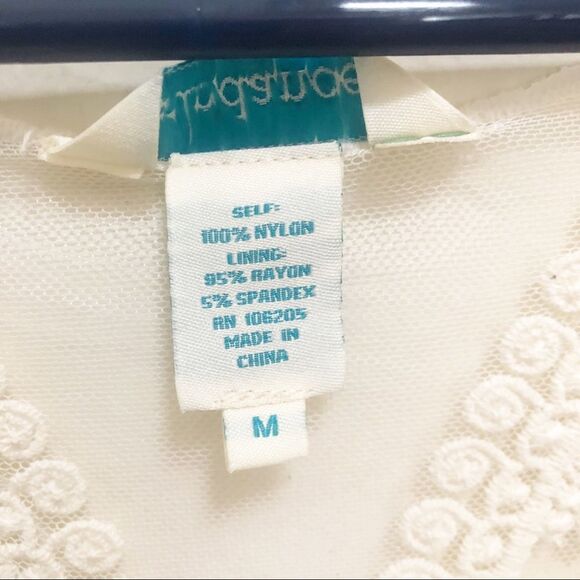 SELF:
100% NYLON
LINING:
95% RAYON
5% SPANDEX
RN 106205
MADE IN
CHINA
M